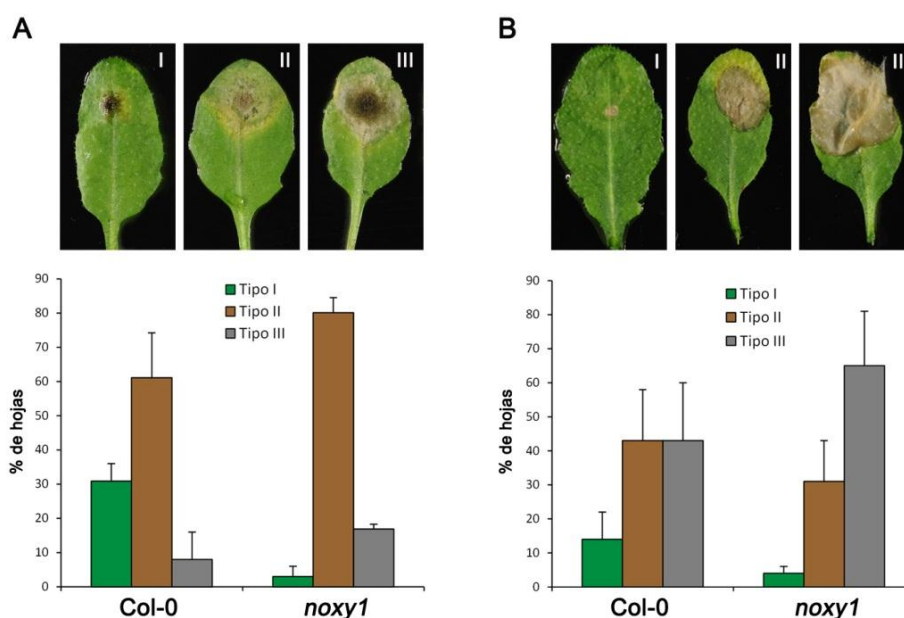 A
I
II
III
90
80
70
60
50
40
30
20
10
0
% de hojas
Tipo I
Tipo II
Tipo III
Col-0
noxy1
B
I
II
II
90
80
70
60
50
40
30
20
10
0
% de hojas
Tipo I
Tipo II
Tipo III
Col-0
noxy1